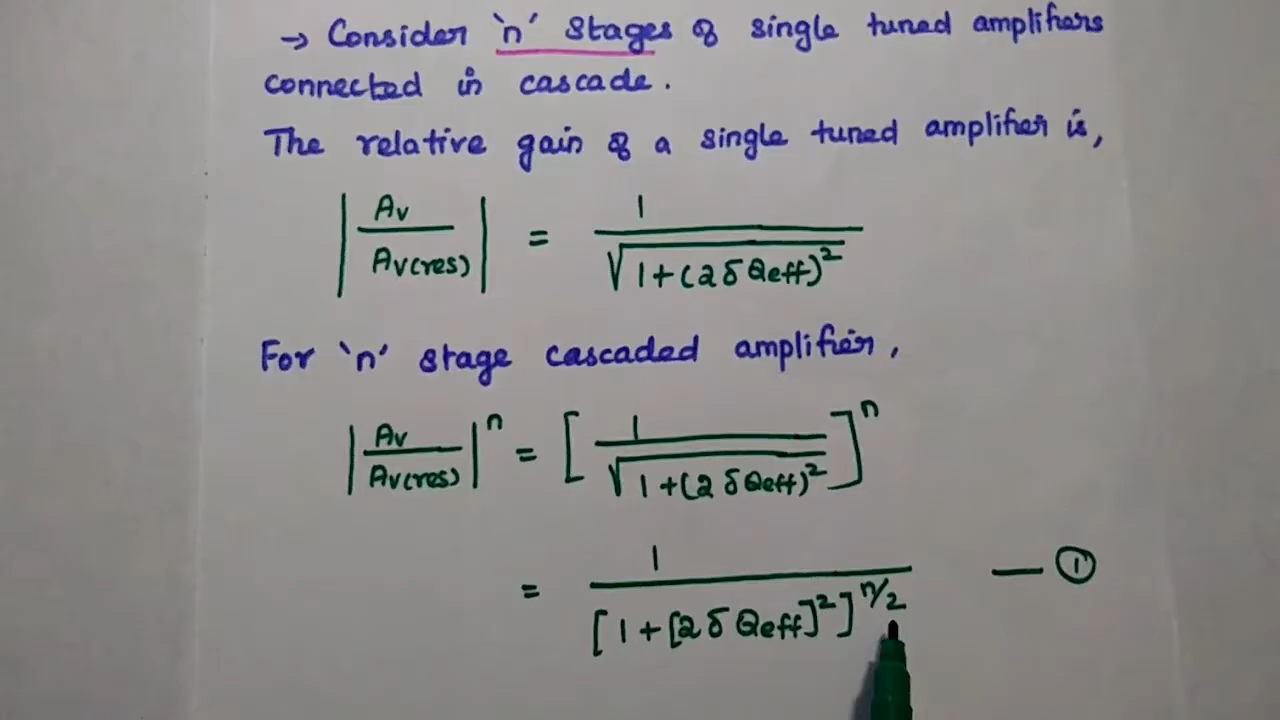 → Consider 'n' stages of single tuned amplifiers
connected in cascade.
The relative gain of a single tuned amplifier is,
|Av / Av(res)| = 1 / √(1+(2δQeff)²)
For 'n' stage cascaded amplifier,
|Av / Av(res)|ⁿ = [1 / √(1+(2δQeff)²)]ⁿ
= 1 / [1+[2δQeff]²]^n/2 — ①